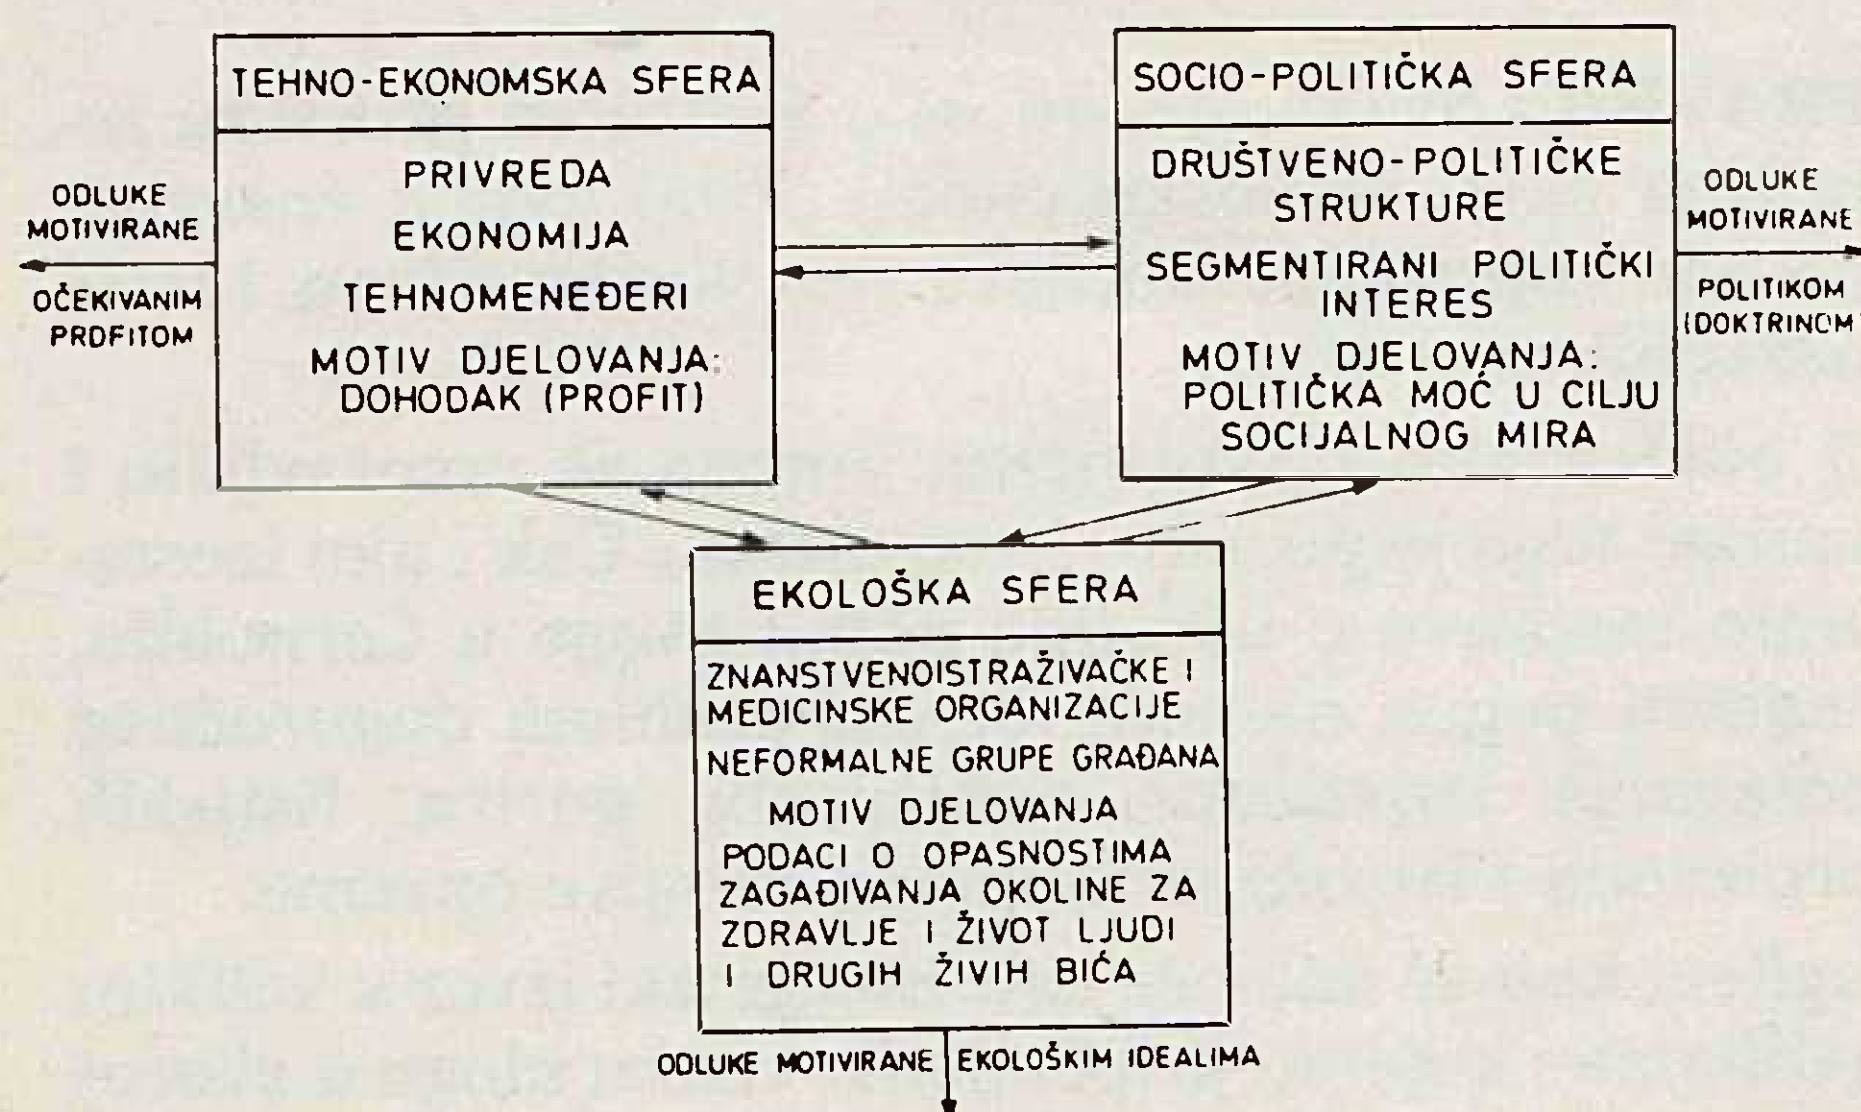 TEHNO-EKONOMSKA SFERA
PRIVREDA
EKONOMIJA
TEHNOMENEĐERI
MOTIV DJELOVANJA:
DOHODAK (PROFIT)
ODLUKE
MOTIVIRANE
OČEKIVANIM
PROFITOM
SOCIO-POLITIČKA SFERA
DRUŠTVENO-POLITIČKE
STRUKTURE
SEGMENTIRANI POLITIČKI
INTERES
MOTIV DJELOVANJA:
POLITIČKA MOĆ U CILJU
SOCIJALNOG MIRA
ODLUKE
MOTIVIRANE
POLITIKOM
(DOKTRINOM)
EKOLOŠKA SFERA
ZNANSTVENOISTRAŽIVAČKE I
MEDICINSKE ORGANIZACIJE
NEFORMALNE GRUPE GRAĐANA
MOTIV DJELOVANJA
PODACI O OPASNOSTIMA
ZAGAĐIVANJA OKOLINE ZA
ZDRAVLJE I ŽIVOT LJUDI
I DRUGIH ŽIVIH BIĆA
ODLUKE MOTIVIRANE EKOLOŠKIM IDEALIMA